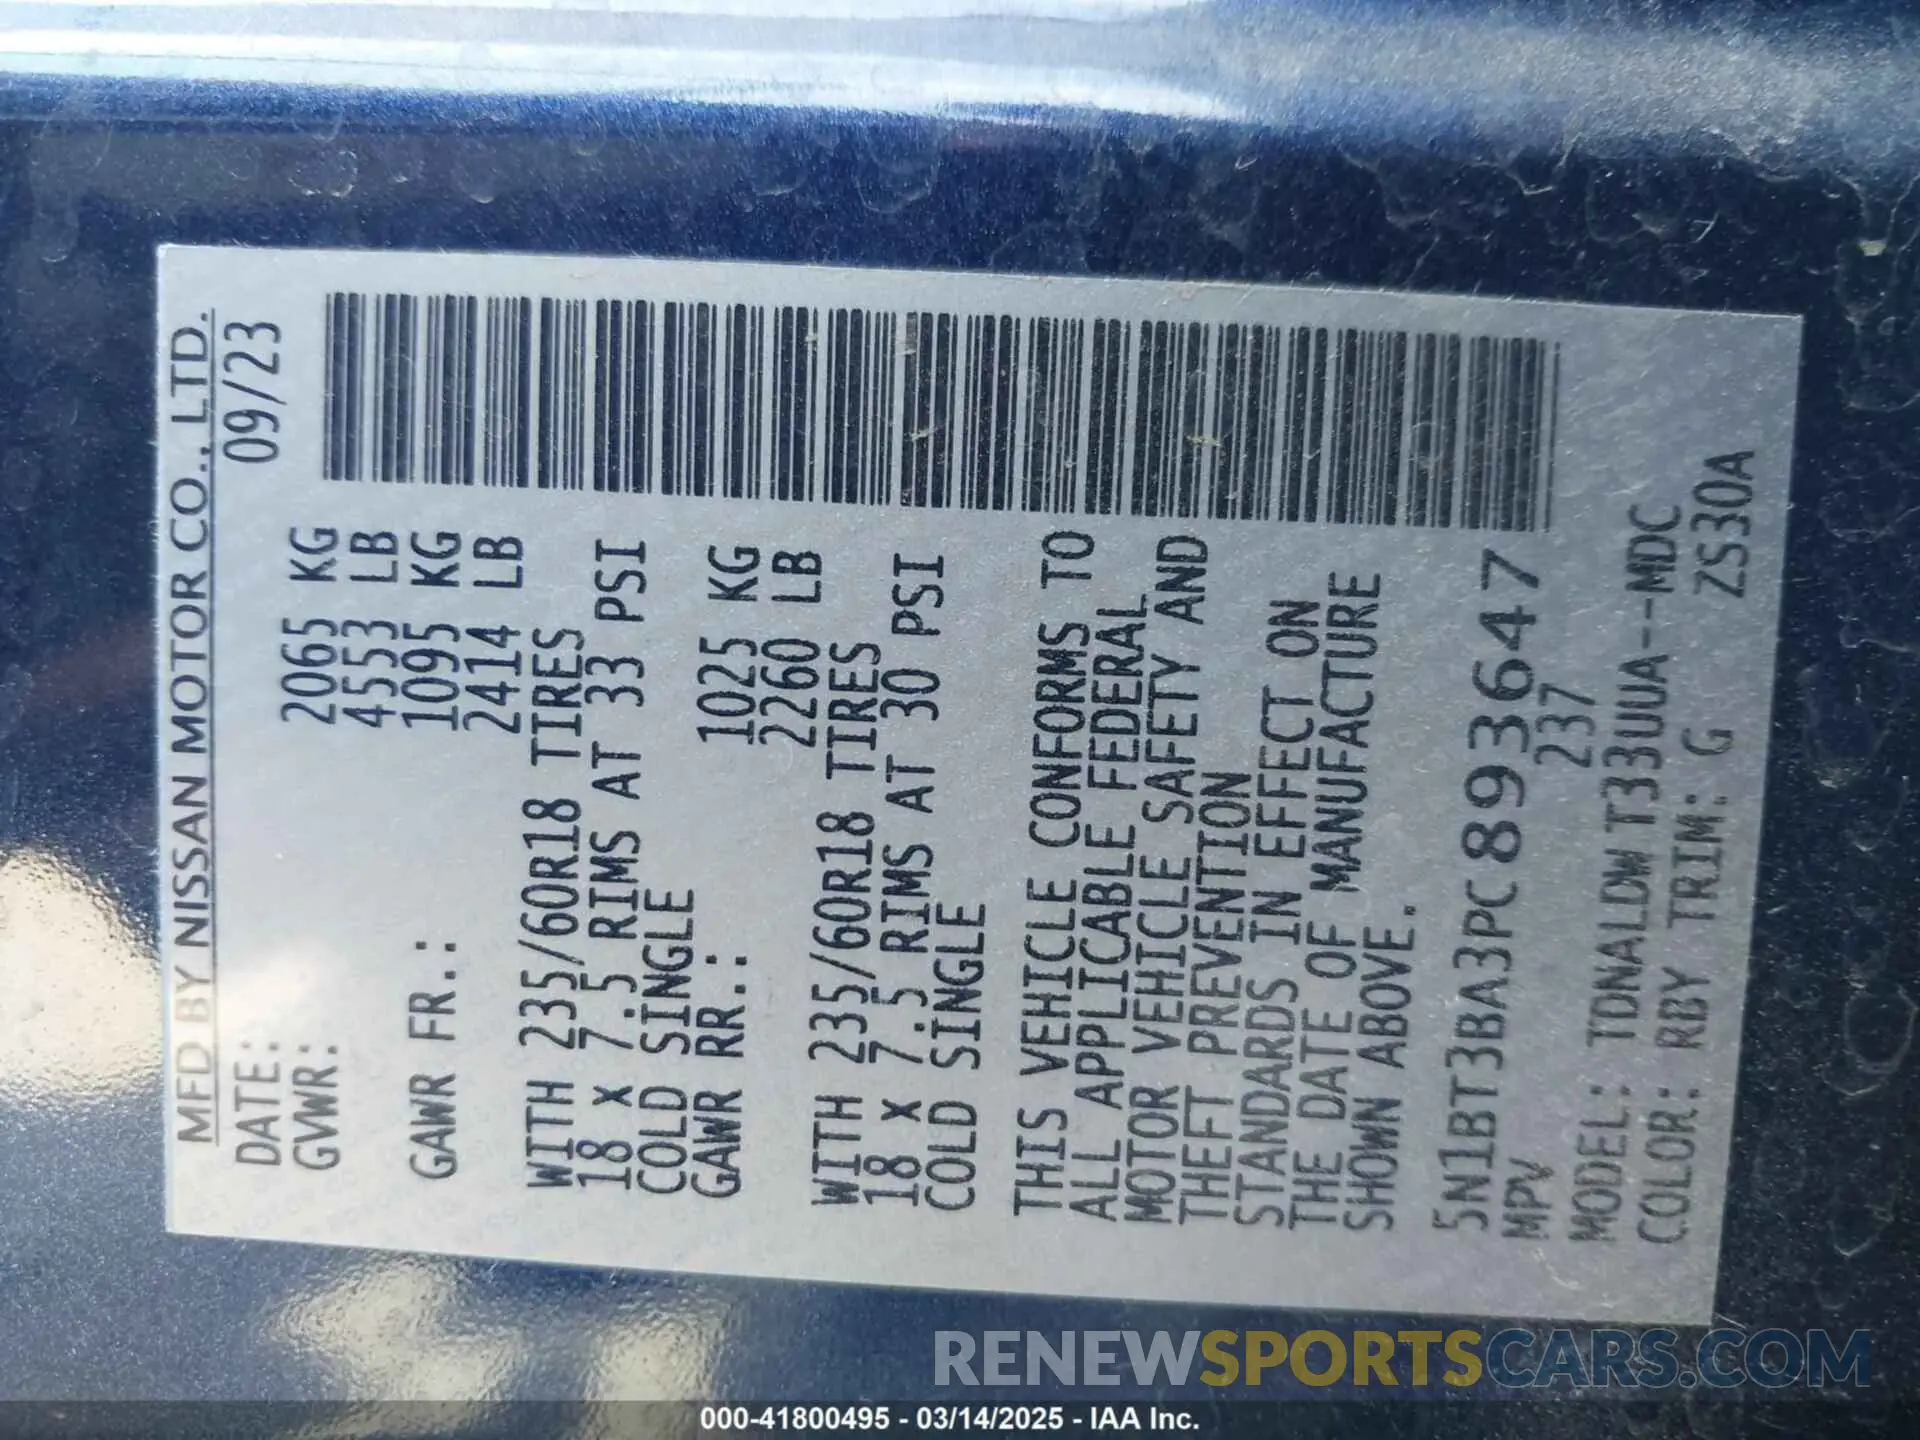 MFD BY NISSAN MOTOR CO., LTD.
DATE: 09/23
GVWR: 2065 KG
4553 LB
GAWR FR.: 1095 KG
2414 LB
WITH 235/60R18 TIRES
18 x 7.5 RIMS AT 33 PSI
COLD SINGLE
GAWR RR.: 1025 KG
2260 LB
WITH 235/60R18 TIRES
18 x 7.5 RIMS AT 30 PSI
COLD SINGLE
THIS VEHICLE CONFORMS TO
ALL APPLICABLE FEDERAL
MOTOR VEHICLE SAFETY AND
THEFT PREVENTION
STANDARDS IN EFFECT ON
THE DATE OF MANUFACTURE
SHOWN ABOVE.
5N1BT3BA3PC893647
MPV 237
MODEL: TDNALDW T33UUA--MDC
COLOR: RBY TRIM: G ZS30A
RENEWSPORTSCARS.COM
000-41800495 - 03/14/2025 - IAA Inc.